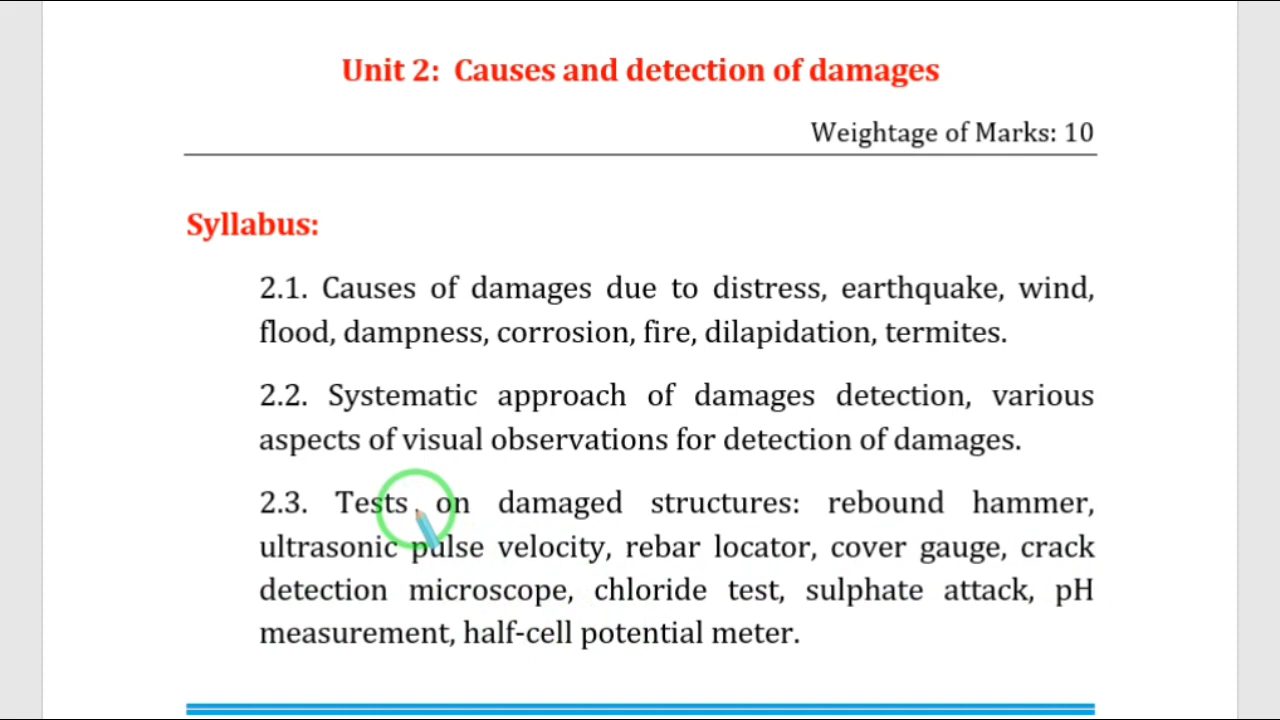 Unit 2: Causes and detection of damages
Weightage of Marks: 10
Syllabus:
2.1. Causes of damages due to distress, earthquake, wind,
flood, dampness, corrosion, fire, dilapidation, termites.
2.2. Systematic approach of damages detection, various
aspects of visual observations for detection of damages.
2.3. Tests on damaged structures: rebound hammer,
ultrasonic pulse velocity, rebar locator, cover gauge, crack
detection microscope, chloride test, sulphate attack, pH
measurement, half-cell potential meter.